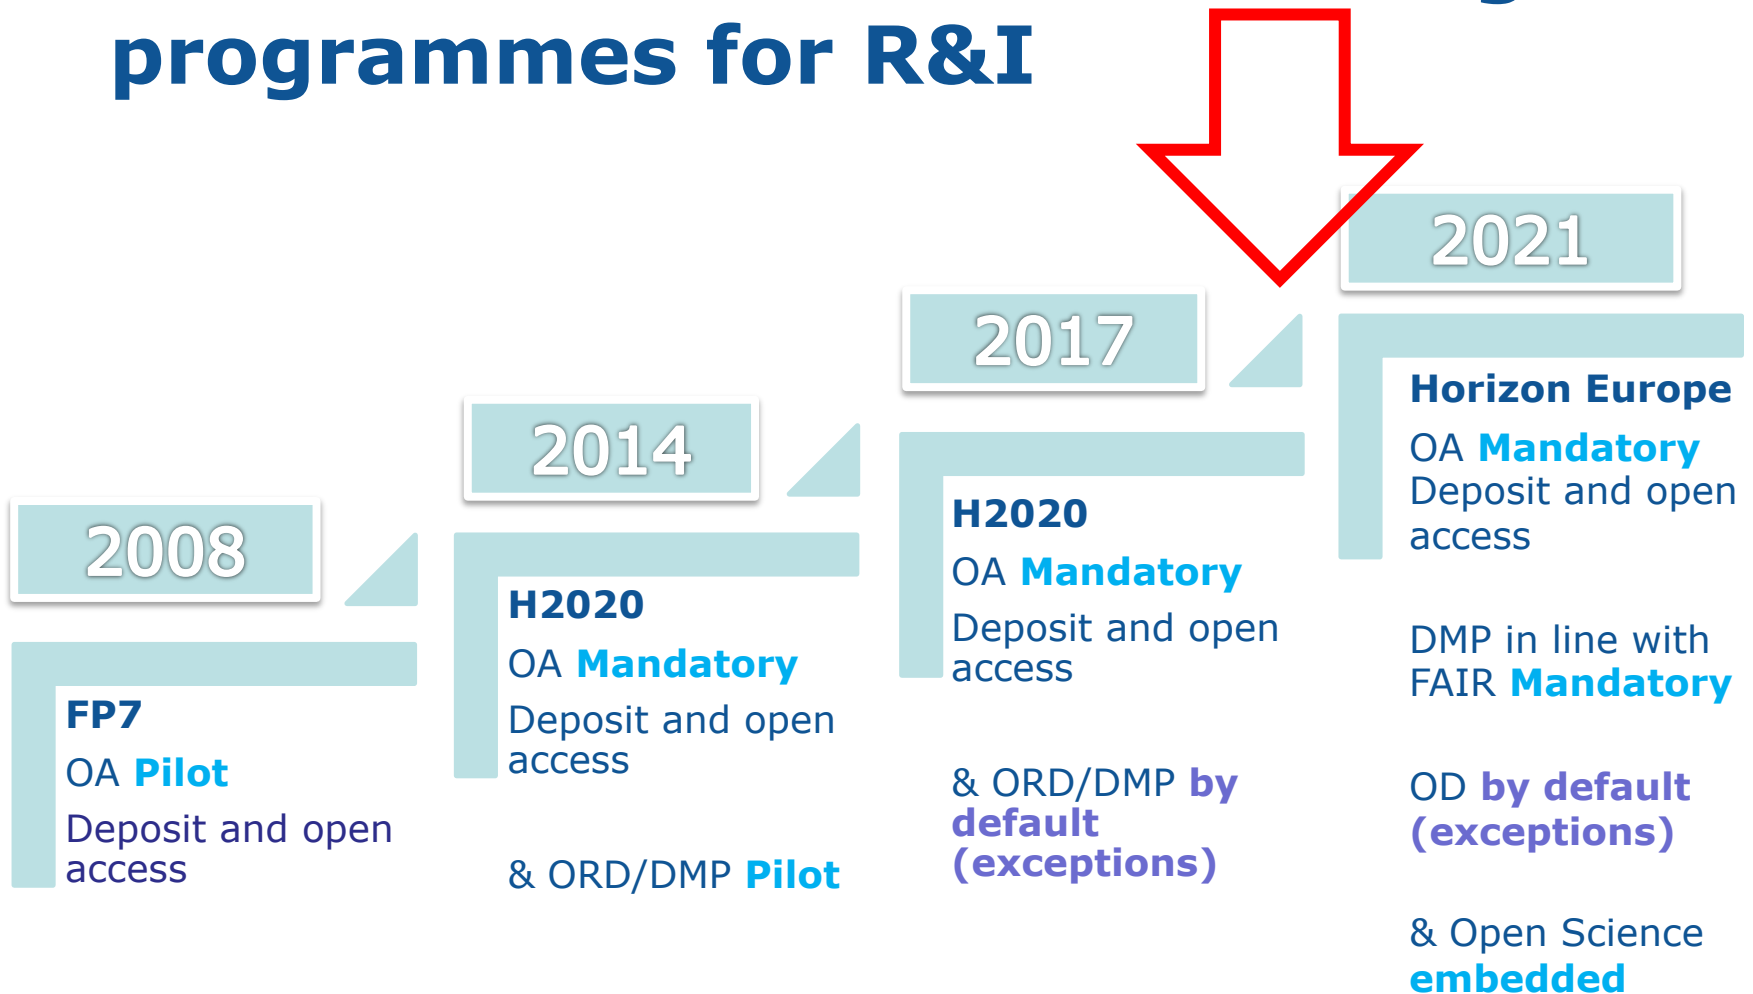 programmes for R&I
2008
FP7
OA Pilot
Deposit and open
access
2014
H2020
OA Mandatory
Deposit and open
access
& ORD/DMP Pilot
2017
H2020
OA Mandatory
Deposit and open
access
& ORD/DMP by
default
(exceptions)
2021
Horizon Europe
OA Mandatory
Deposit and open
access
DMP in line with
FAIR Mandatory
OD by default
(exceptions)
& Open Science
embedded